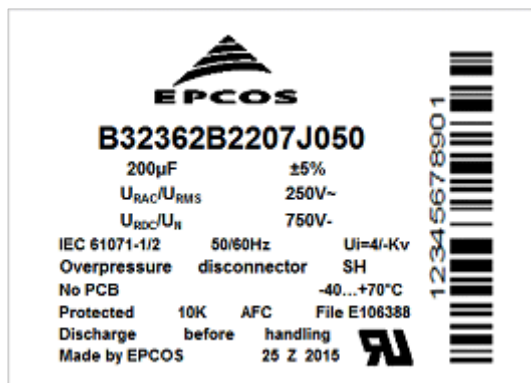 EPCOS
B32362B2207J050
200µF ±5%
URAC/URMS 250V~
URDC/UN 750V-
IEC 61071-1/2 50/60Hz Ui=4/-Kv
Overpressure disconnector SH
No PCB -40...+70°C
Protected 10K AFC File E106388
Discharge before handling
Made by EPCOS 25 Z 2015
12345678901